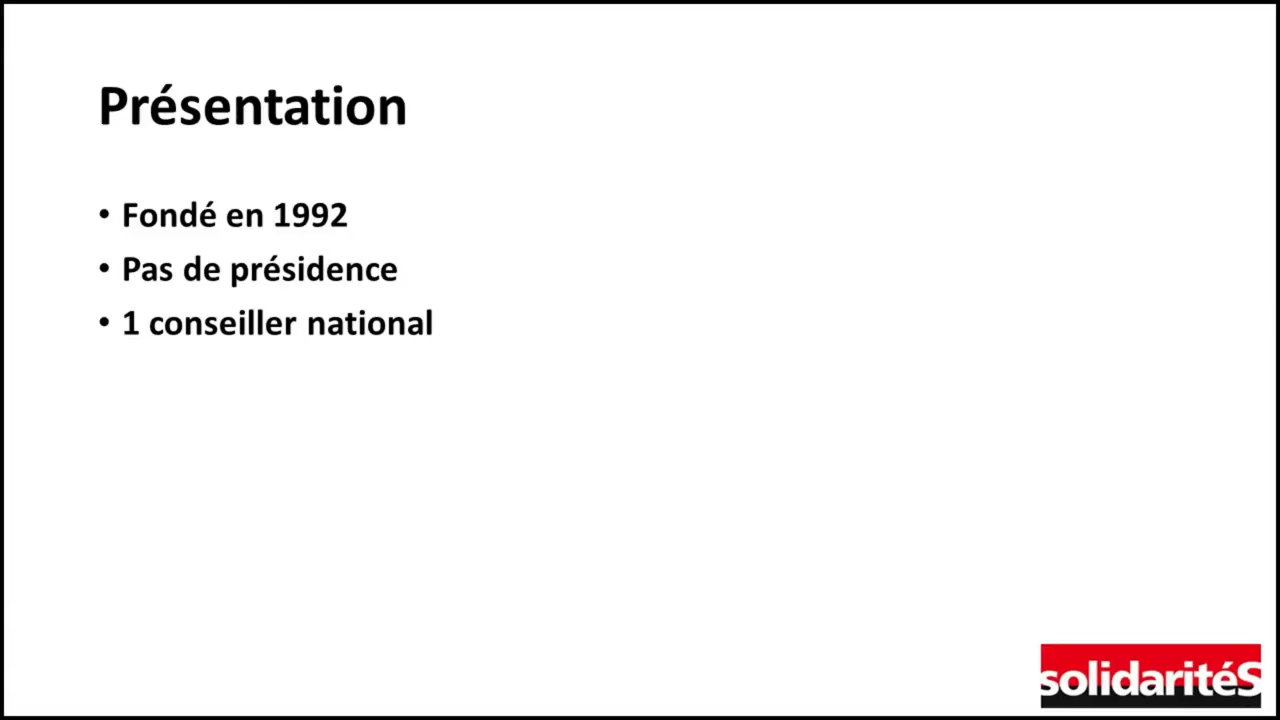 Présentation
• Fondé en 1992
• Pas de présidence
• 1 conseiller national
solidaritéS